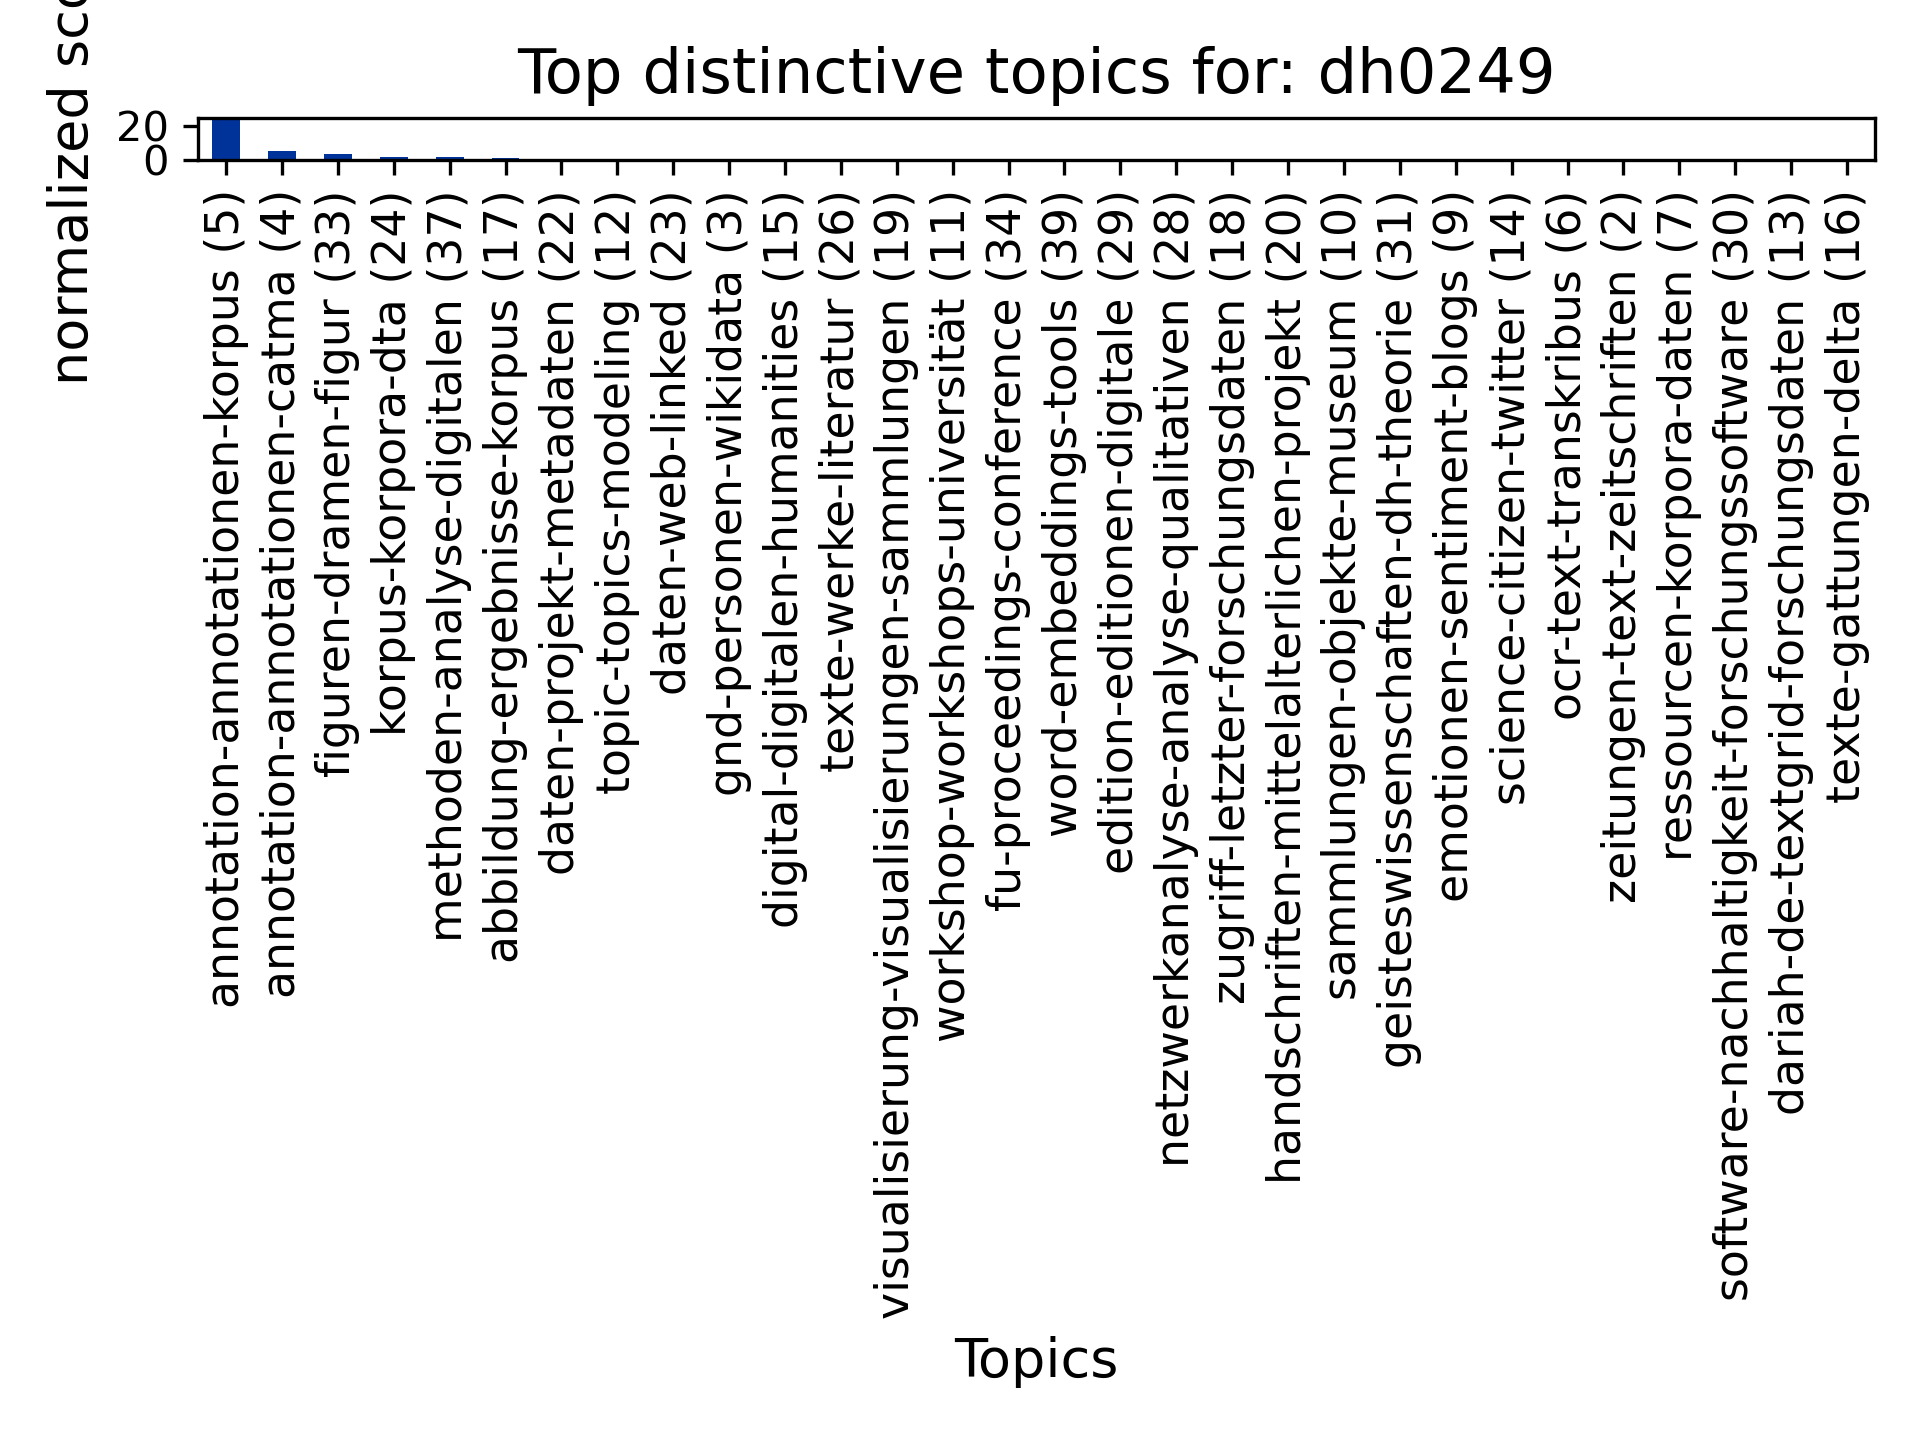 Top distinctive topics for: dh0249
normalized
20
0
annotation-annotationen-korpus (5)
annotation-annotationen-catma (4)
figuren-dramen-figur (33)
korpus-korpora-dta (24)
methoden-analyse-digitalen (37)
abbildung-ergebnisse-korpus (17)
daten-projekt-metadaten (22)
topic-topics-modeling (12)
daten-web-linked (23)
gnd-personen-wikidata (3)
digital-digitalen-humanities (15)
texte-werke-literatur (26)
visualisierung-visualisierungen-sammlungen (19)
workshop-workshops-universität (11)
fu-proceedings-conference (34)
word-embeddings-tools (39)
edition-editionen-digitale (29)
netzwerkanalyse-analyse-qualitativen (28)
zugriff-letzter-forschungsdaten (18)
handschriften-mittelalterlichen-projekt (20)
sammlungen-objekte-museum (10)
geisteswissenschaften-dh-theorie (31)
emotionen-sentiment-blogs (9)
science-citizen-twitter (14)
ocr-text-transkribus (6)
zeitungen-text-zeitschriften (2)
ressourcen-korpora-daten (7)
software-nachhaltigkeit-forschungssoftware (30)
dariah-de-textgrid-forschungsdaten (13)
texte-gattungen-delta (16)
Topics